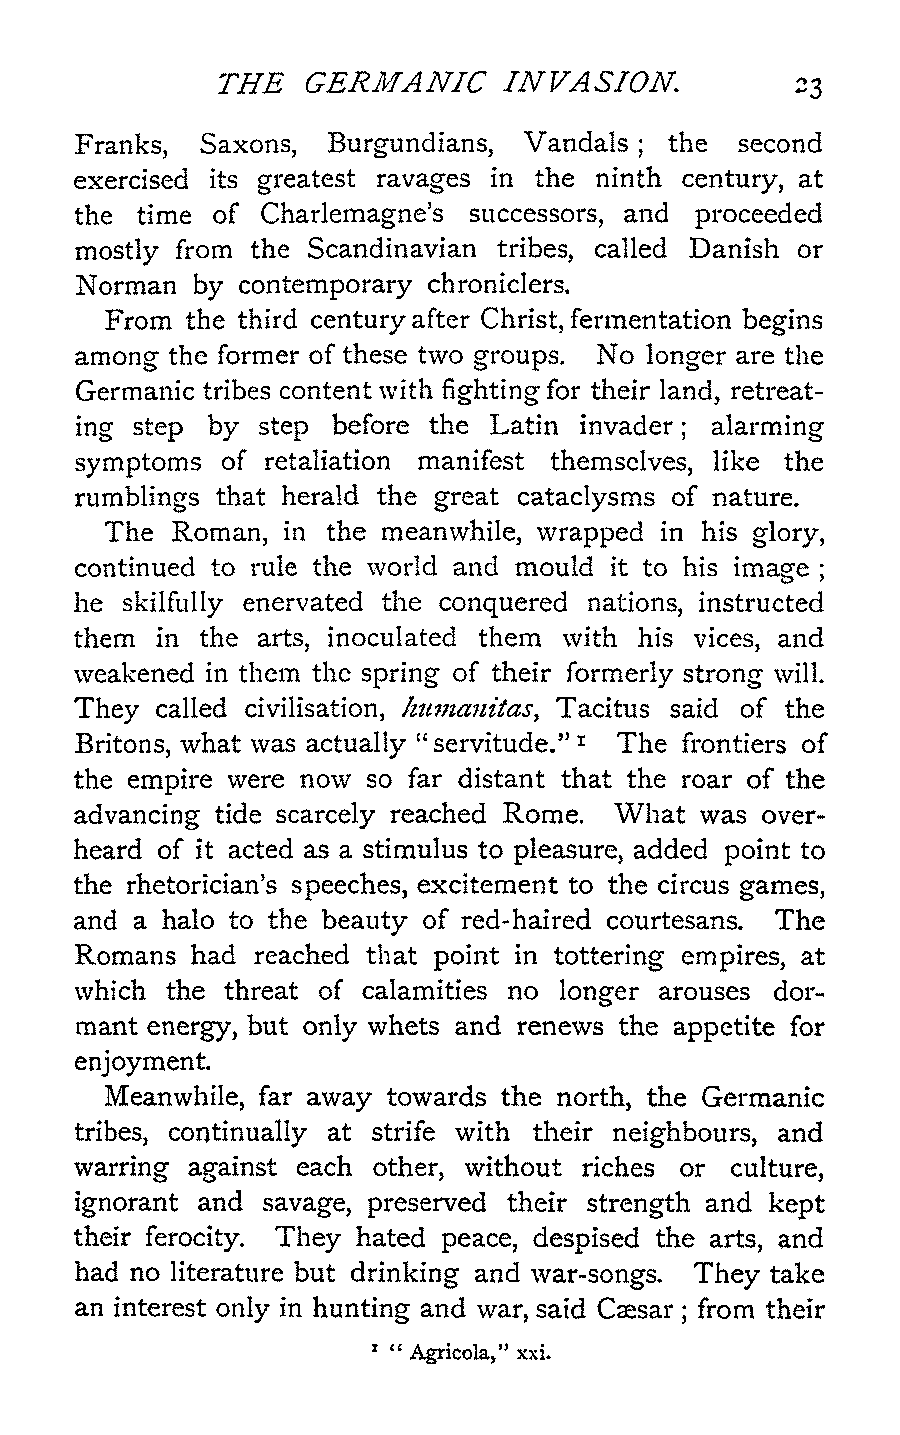 THE GERMANIC INVASION. 23
Franks, Saxons, Burgundians, Vandals ; the second
exercised its greatest ravages in the ninth century, at
the time of Charlemagne's successors, and proceeded
mostly from the Scandinavian tribes, called Danish or
Norman by contemporary chroniclers.
From the third century after Christ, fermentation begins
among the former of these two groups. No longer are the
Germanic tribes content with fighting for their land, retreat-
ing step by step before the Latin invader ; alarming
symptoms of retaliation manifest themselves, like the
rumblings that herald the great cataclysms of nature.
The Roman, in the meanwhile, wrapped in his glory,
continued to rule the world and mould it to his image ;
he skilfully enervated the conquered nations, instructed
them in the arts, inoculated them with his vices, and
weakened in them the spring of their formerly strong will.
They called civilisation, humanitas, Tacitus said of the
Britons, what was actually "servitude." ¹ The frontiers of
the empire were now so far distant that the roar of the
advancing tide scarcely reached Rome. What was over-
heard of it acted as a stimulus to pleasure, added point to
the rhetorician's speeches, excitement to the circus games,
and a halo to the beauty of red-haired courtesans. The
Romans had reached that point in tottering empires, at
which the threat of calamities no longer arouses dor-
mant energy, but only whets and renews the appetite for
enjoyment.
Meanwhile, far away towards the north, the Germanic
tribes, continually at strife with their neighbours, and
warring against each other, without riches or culture,
ignorant and savage, preserved their strength and kept
their ferocity. They hated peace, despised the arts, and
had no literature but drinking and war-songs. They take
an interest only in hunting and war, said Cæsar ; from their
¹ "Agricola," xxi.